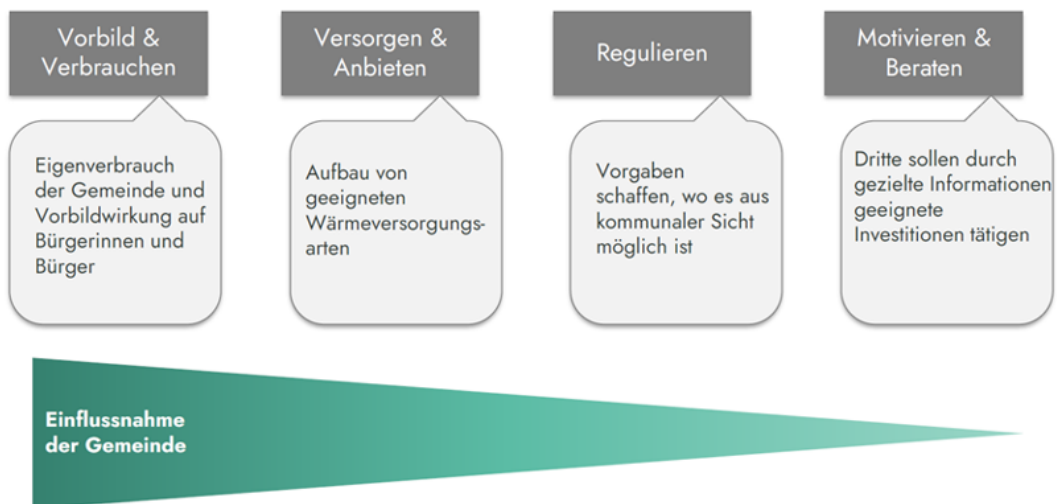 Vorbild &
Verbrauchen
Versorgen &
Anbieten
Regulieren
Motivieren &
Beraten
Eigenverbrauch
der Gemeinde und
Vorbildwirkung auf
Bürgerinnen und
Bürger
Aufbau von
geeigneten
Wärmeversorgungs-
arten
Vorgaben
schaffen, wo es aus
kommunaler Sicht
möglich ist
Dritte sollen durch
gezielte Informationen
geeignete
Investitionen tätigen
Einflussnahme
der Gemeinde